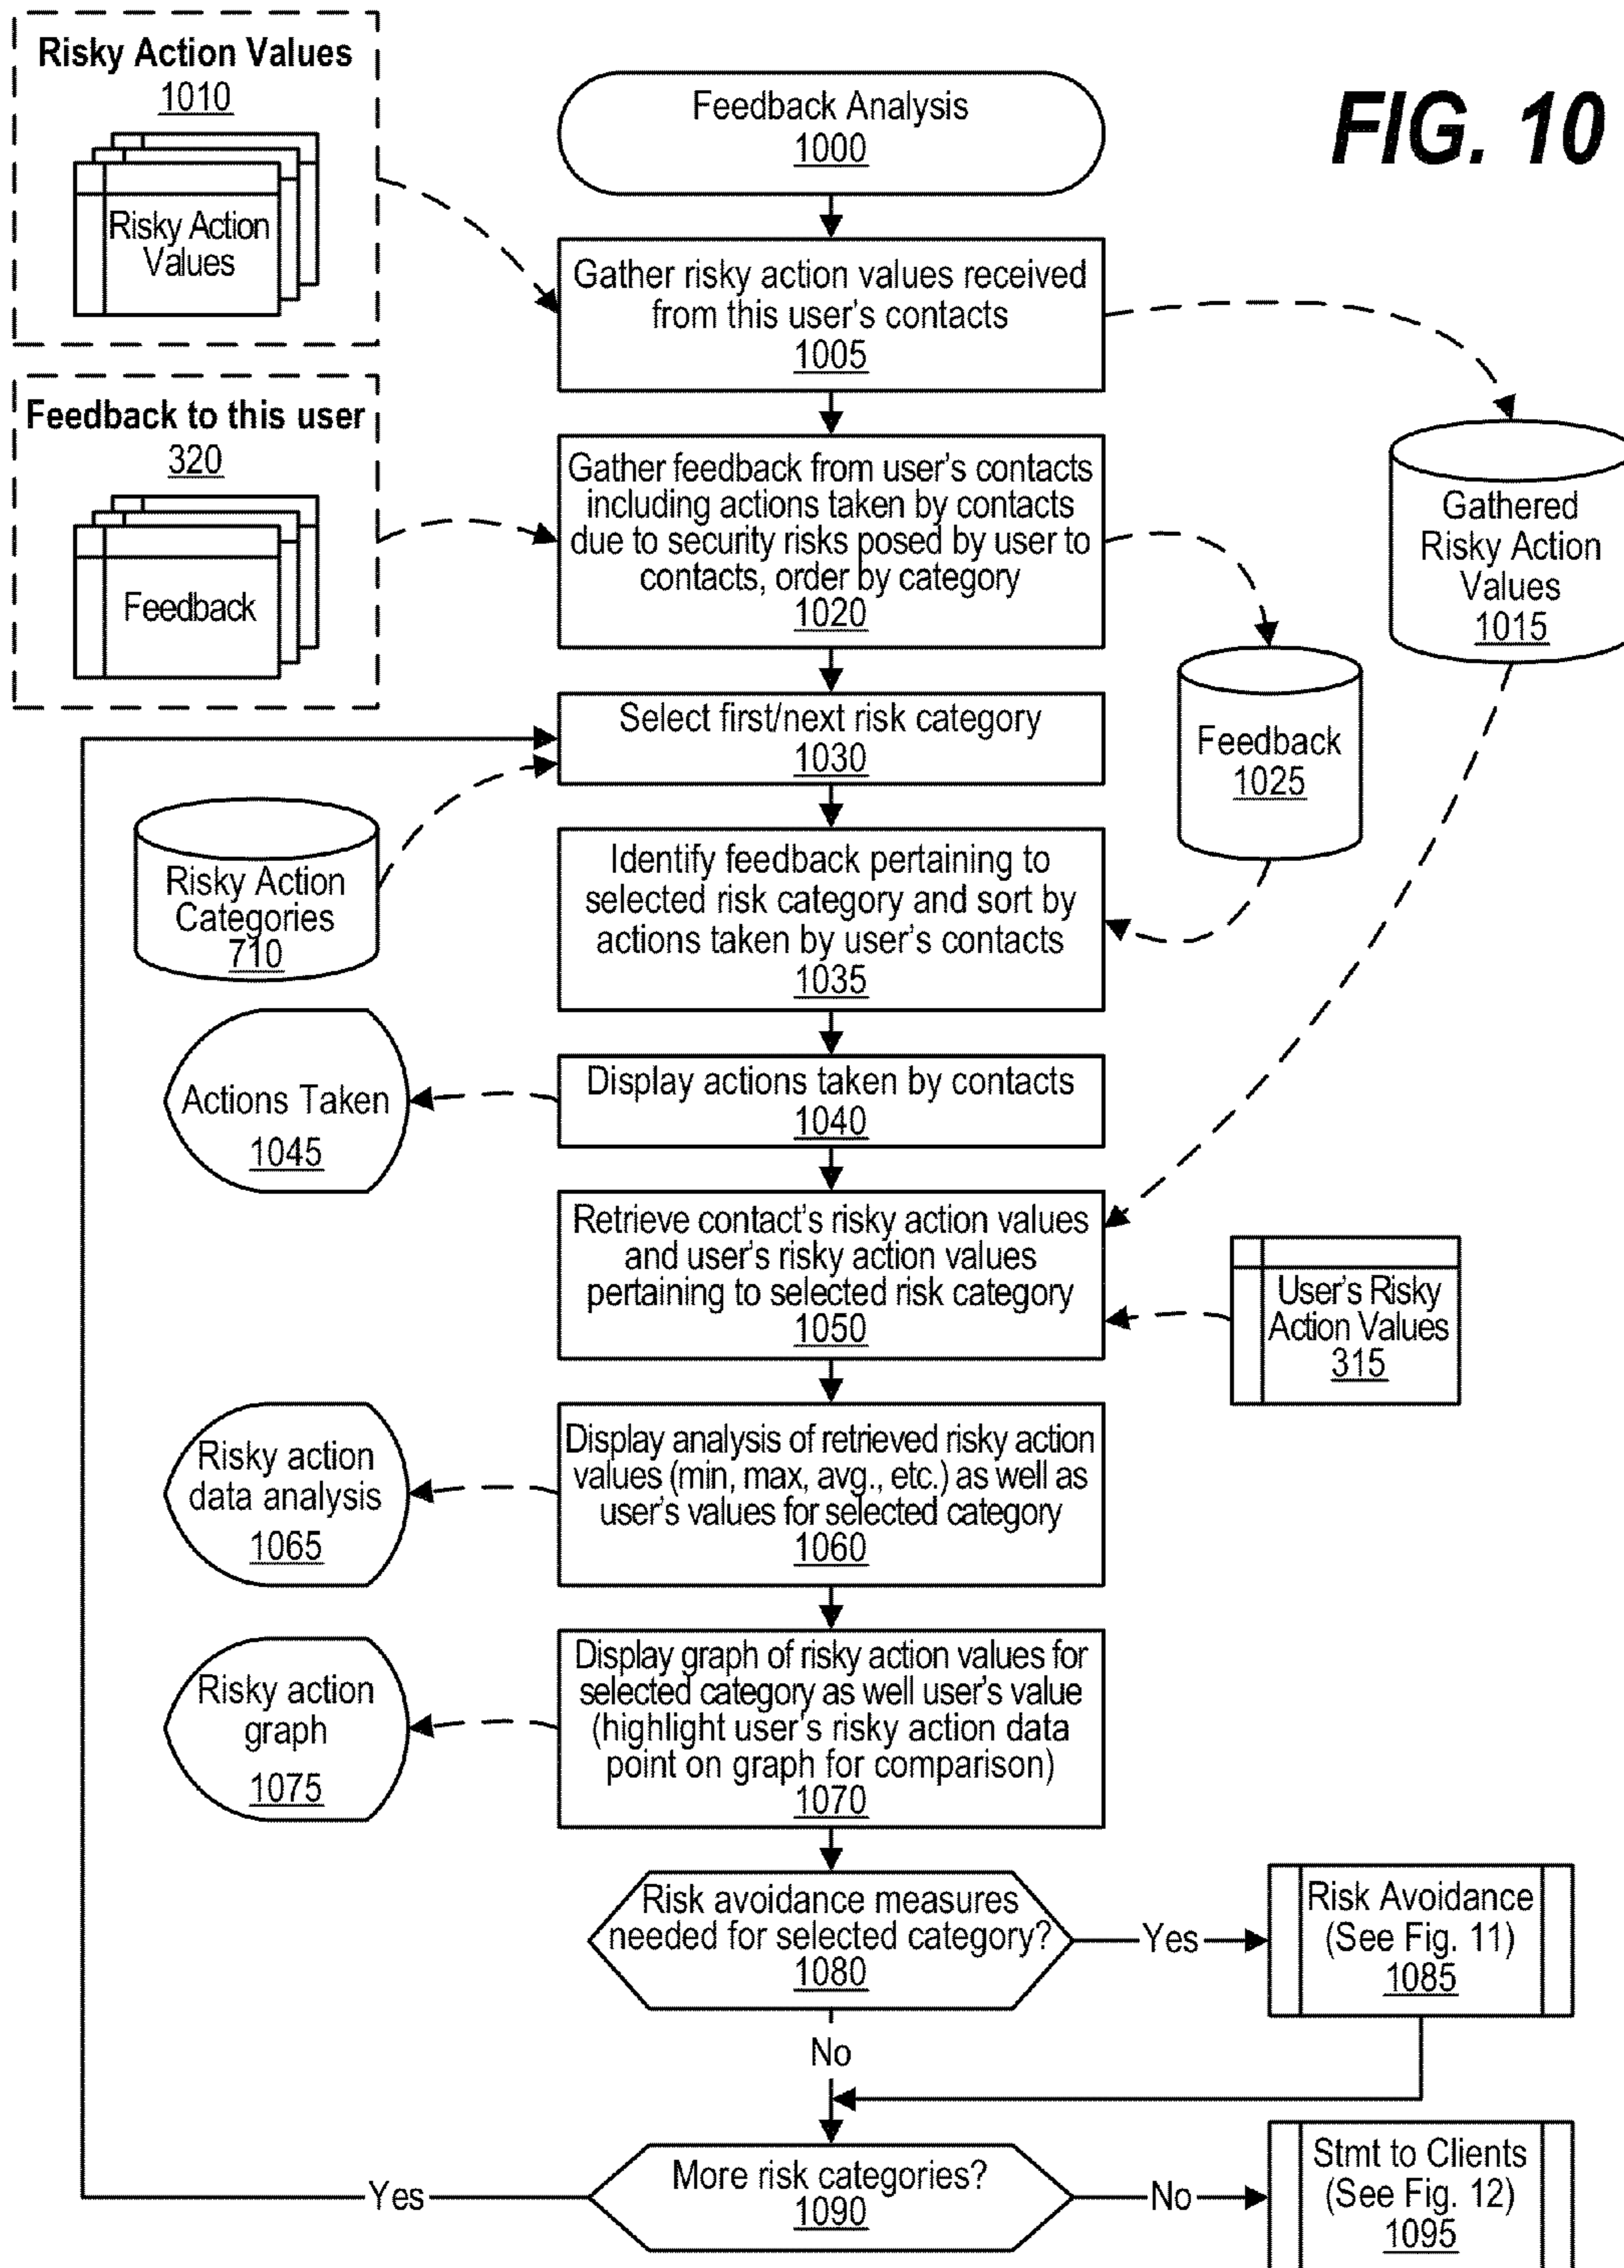 FIG. 10
Risky Action Values
1010
Risky Action
Values
Feedback Analysis
1000
Gather risky action values received
from this user's contacts
1005
Feedback to this user
320
Feedback
Gather feedback from user's contacts
including actions taken by contacts
due to security risks posed by user to
contacts, order by category
1020
Gathered
Risky Action
Values
1015
Feedback
1025
Select first/next risk category
1030
Risky Action
Categories
710
Identify feedback pertaining to
selected risk category and sort by
actions taken by user's contacts
1035
Actions Taken
1045
Display actions taken by contacts
1040
Retrieve contact's risky action values
and user's risky action values
pertaining to selected risk category
1050
User's Risky
Action Values
315
Risky action
data analysis
1065
Display analysis of retrieved risky action
values (min, max, avg., etc.) as well as
user's values for selected category
1060
Risky action
graph
1075
Display graph of risky action values for
selected category as well user's value
(highlight user's risky action data
point on graph for comparison)
1070
Risk avoidance measures
needed for selected category?
1080
Yes
Risk Avoidance
(See Fig. 11)
1085
No
More risk categories?
1090
Yes
No
Stmt to Clients
(See Fig. 12)
1095